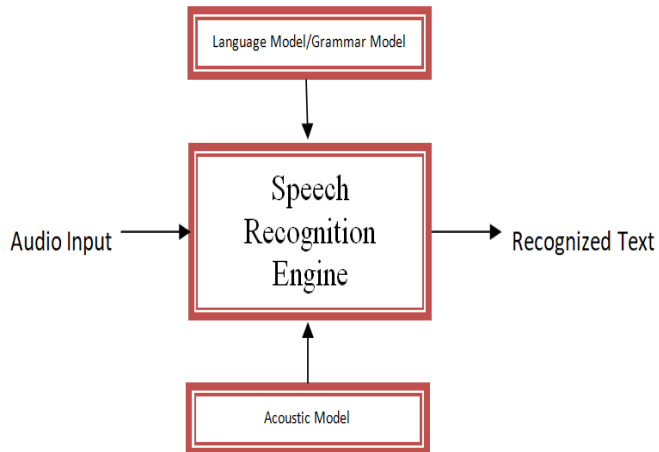 Language Model/Grammar Model
Speech
Recognition
Engine
Audio Input
Recognized Text
Acoustic Model